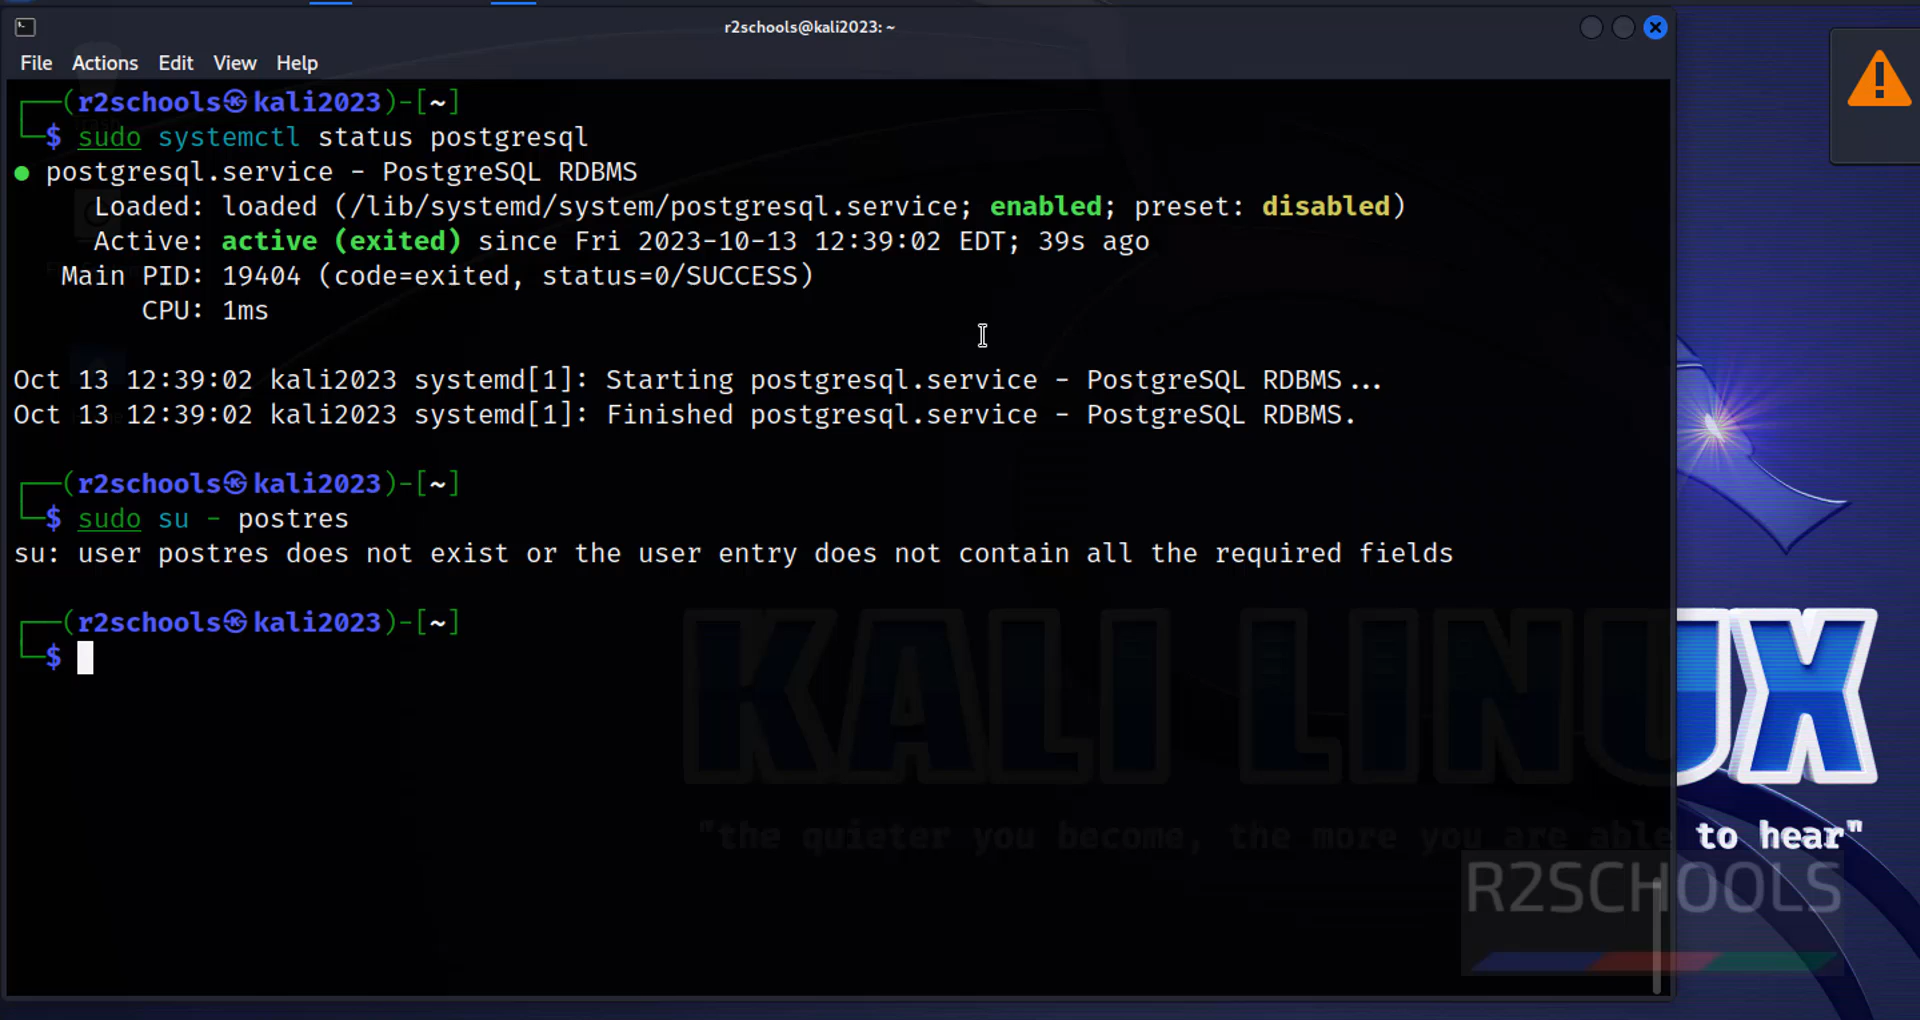 r2schools@kali2023: ~
File Actions Edit View Help
┌──(r2schools㉿kali2023)-[~]
└─$ sudo systemctl status postgresql
● postgresql.service - PostgreSQL RDBMS
     Loaded: loaded (/lib/systemd/system/postgresql.service; enabled; preset: disabled)
     Active: active (exited) since Fri 2023-10-13 12:39:02 EDT; 39s ago
   Main PID: 19404 (code=exited, status=0/SUCCESS)
        CPU: 1ms
Oct 13 12:39:02 kali2023 systemd[1]: Starting postgresql.service - PostgreSQL RDBMS...
Oct 13 12:39:02 kali2023 systemd[1]: Finished postgresql.service - PostgreSQL RDBMS.
┌──(r2schools㉿kali2023)-[~]
└─$ sudo su - postres
su: user postres does not exist or the user entry does not contain all the required fields
┌──(r2schools㉿kali2023)-[~]
└─$
KALI LINUX
"the quieter you become, the more you are able to hear"
R2SCHOOLS